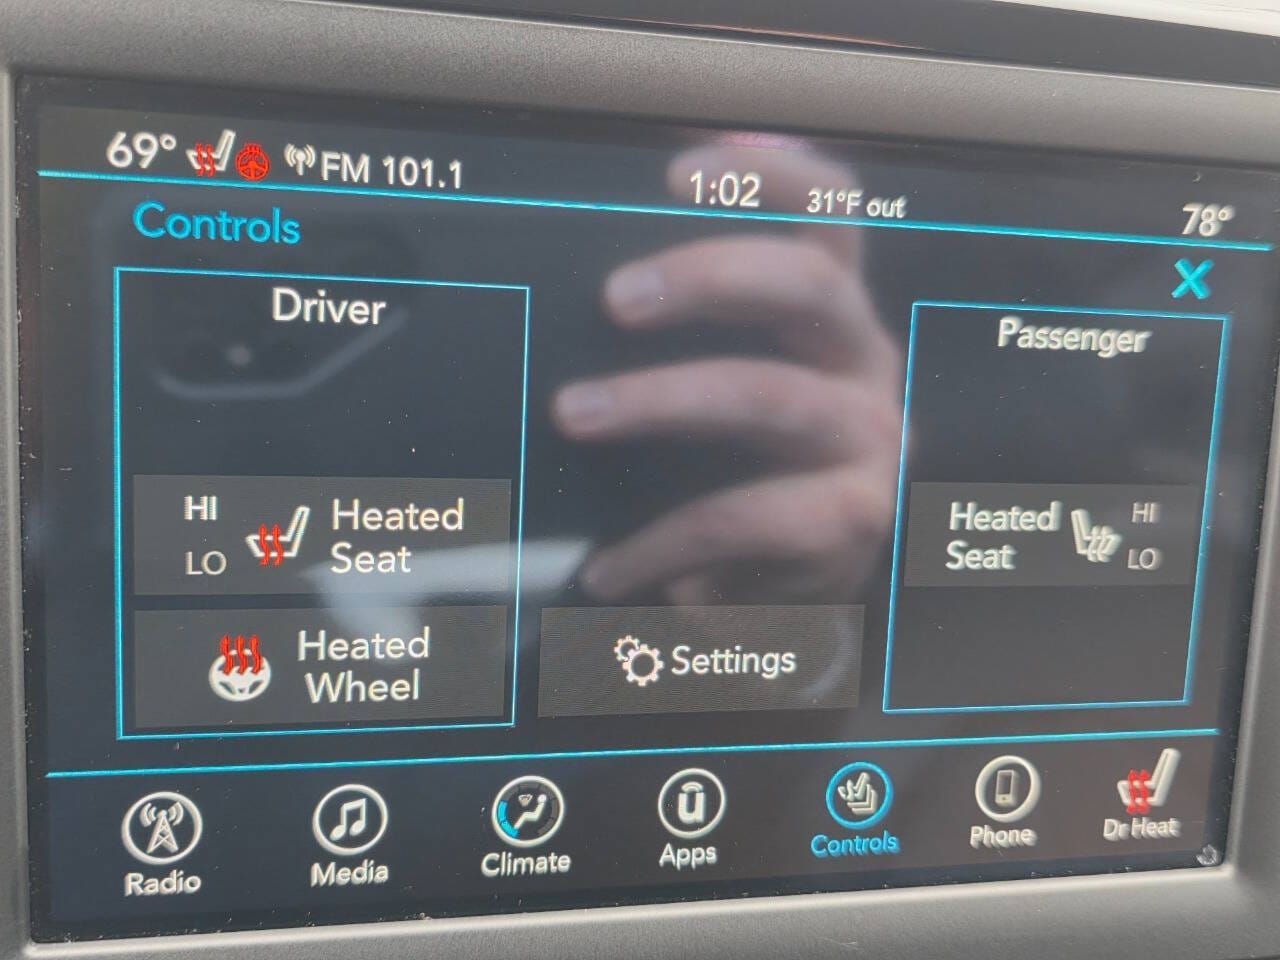 69° FM 101.1 1:02 31°F out 78°
Controls
X
Driver
Passenger
HI
LO
Heated
Seat
Heated
Seat
HI
LO
Heated
Wheel
Settings
Radio
Media
Climate
u
Apps
Controls
Phone
Dr Heat